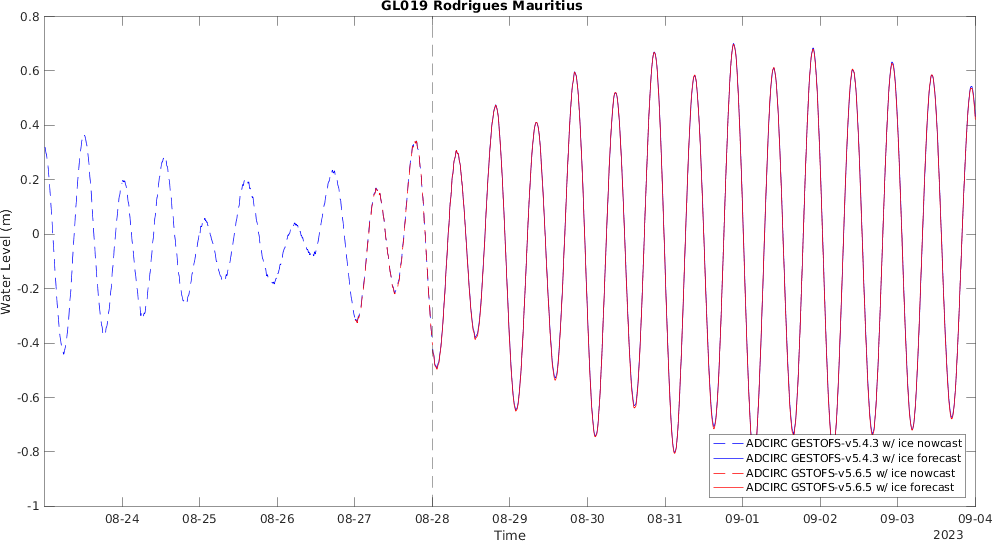 GL019 Rodrigues Mauritius
0.8
0.6
0.4
0.2
0
-0.2
-0.4
-0.6
-0.8
-1
Water Level (m)
ADCIRC GESTOFS-v5.4.3 w/ ice nowcast
ADCIRC GESTOFS-v5.4.3 w/ ice forecast
ADCIRC GSTOFS-v5.6.5 w/ ice nowcast
ADCIRC GSTOFS-v5.6.5 w/ ice forecast
08-24 08-25 08-26 08-27 08-28 08-29 08-30 08-31 09-01 09-02 09-03 09-04
Time
2023